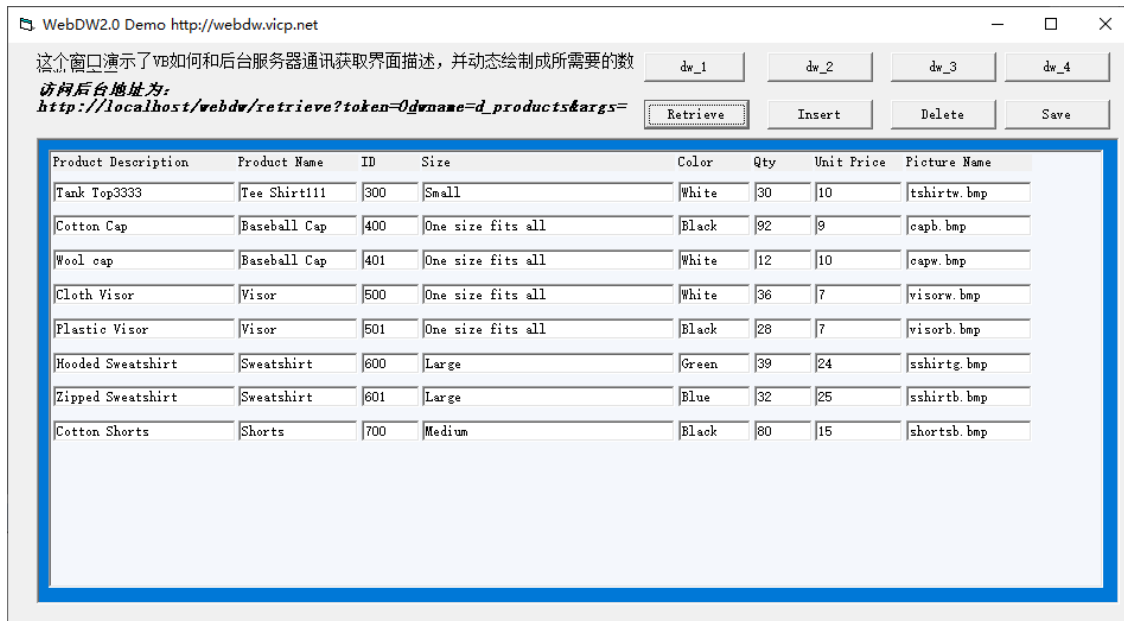 WebDW2.0 Demo http://webdw.vicp.net
这个窗口演示了VB如何和后台服务器通讯获取界面描述，并动态绘制成所需要的数
访问后台地址为：
http://localhost/webdw/retrieve?token=0dwname=d_products&args=
dw_1 dw_2 dw_3 dw_4
Retrieve Insert Delete Save
Product Description Product Name ID Size Color Qty Unit Price Picture Name
Tank Top3333 Tee Shirt111 300 Small White 30 10 tshirtw.bmp
Cotton Cap Baseball Cap 400 One size fits all Black 92 9 capb.bmp
Wool cap Baseball Cap 401 One size fits all White 12 10 capw.bmp
Cloth Visor Visor 500 One size fits all White 36 7 visorw.bmp
Plastic Visor Visor 501 One size fits all Black 28 7 visorb.bmp
Hooded Sweatshirt Sweatshirt 600 Large Green 39 24 sshirtg.bmp
Zipped Sweatshirt Sweatshirt 601 Large Blue 32 25 sshirtb.bmp
Cotton Shorts Shorts 700 Medium Black 80 15 shortsb.bmp